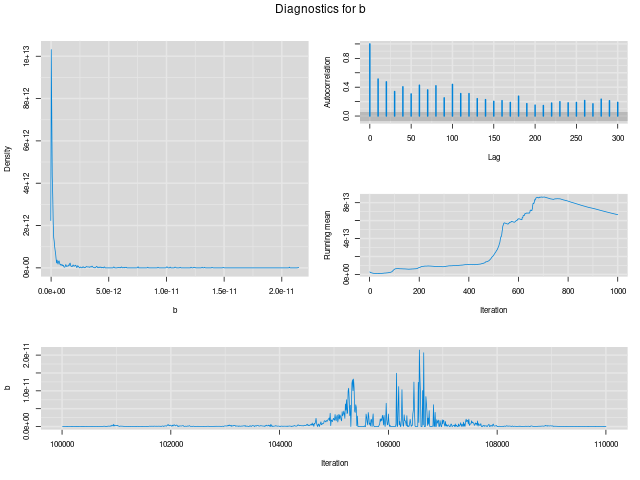 Diagnostics for b
Density
0e+00
2e-12
4e+12
6e+12
8e-12
1e+13
0.0e+00
5.0e-12
1.0e-11
1.5e-11
2.0e-11
b
Autocorrelation
0.0
0.4
0.8
0
50
100
150
200
250
300
Lag
Running mean
0e+00
4e-13
8e-13
0
200
400
600
800
1000
Iteration
b
0.0e+00
1.0e-11
2.0e-11
100000
102000
104000
106000
108000
110000
Iteration